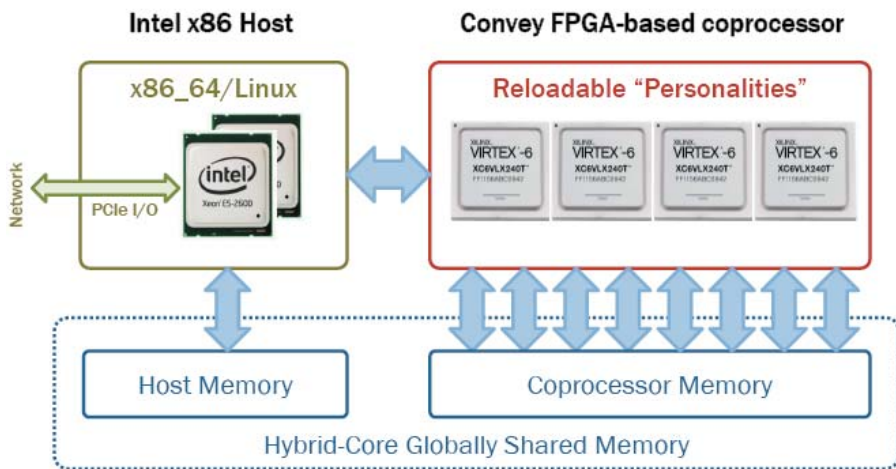 Intel x86 Host
Convey FPGA-based coprocessor
x86_64/Linux
Reloadable “Personalities”
intel
Xeon E5-2600
XILINX
VIRTEX-6
XC6VLX240T
XILINX
VIRTEX-6
XC6VLX240T
XILINX
VIRTEX-6
XC6VLX240T
XILINX
VIRTEX-6
XC6VLX240T
Network
PCIe I/O
Host Memory
Coprocessor Memory
Hybrid-Core Globally Shared Memory